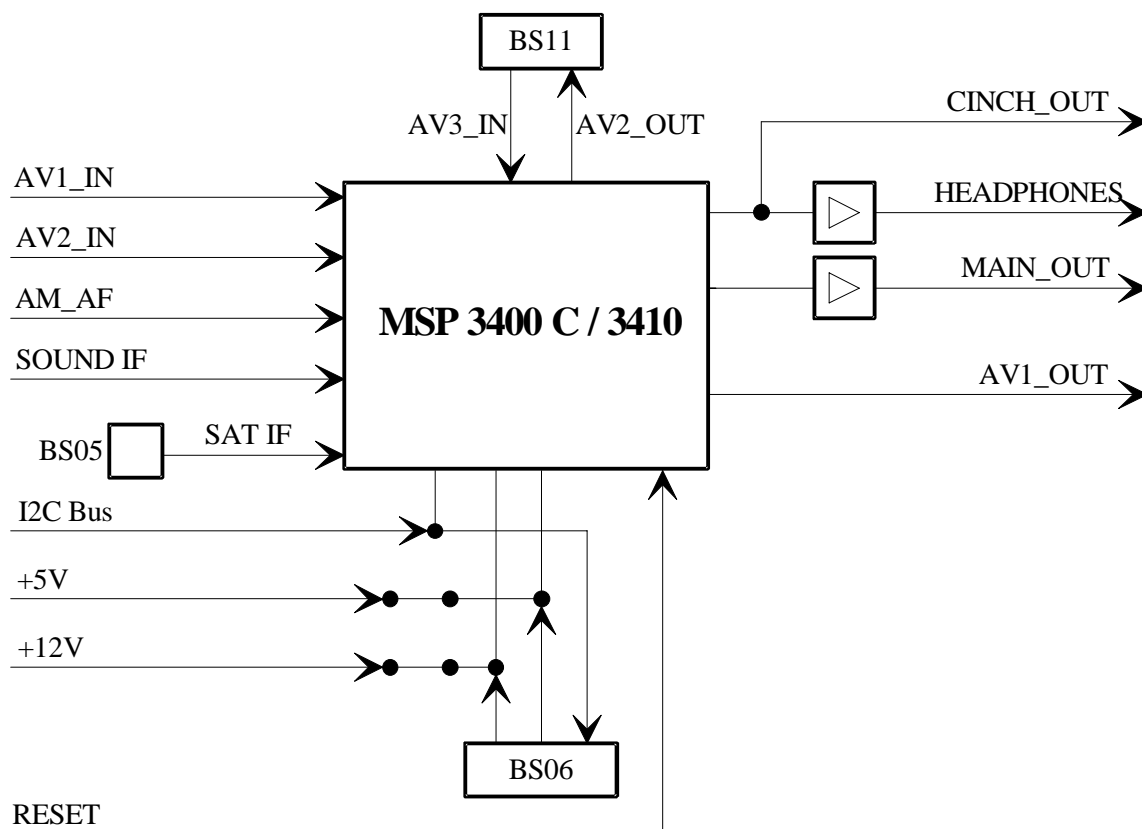 BS11
CINCH_OUT
AV3_IN
AV2_OUT
AV1_IN
HEADPHONES
AV2_IN
MAIN_OUT
AM_AF
MSP 3400 C / 3410
SOUND IF
AV1_OUT
BS05
SAT IF
I2C Bus
+5V
+12V
BS06
RESET